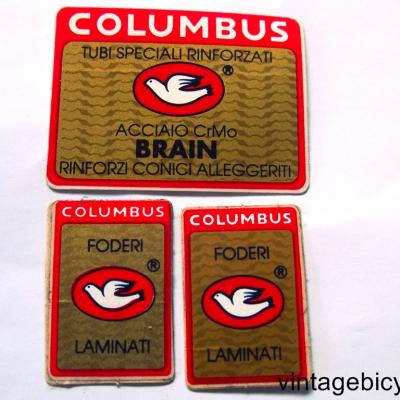 COLUMBUS
TUBI SPECIALI RINFORZATI
®
ACCIAIO CrMo
BRAIN
RINFORZI CONICI ALLEGGERITI
COLUMBUS
FODERI
®
LAMINATI
COLUMBUS
FODERI
®
LAMINATI
vintagebicy